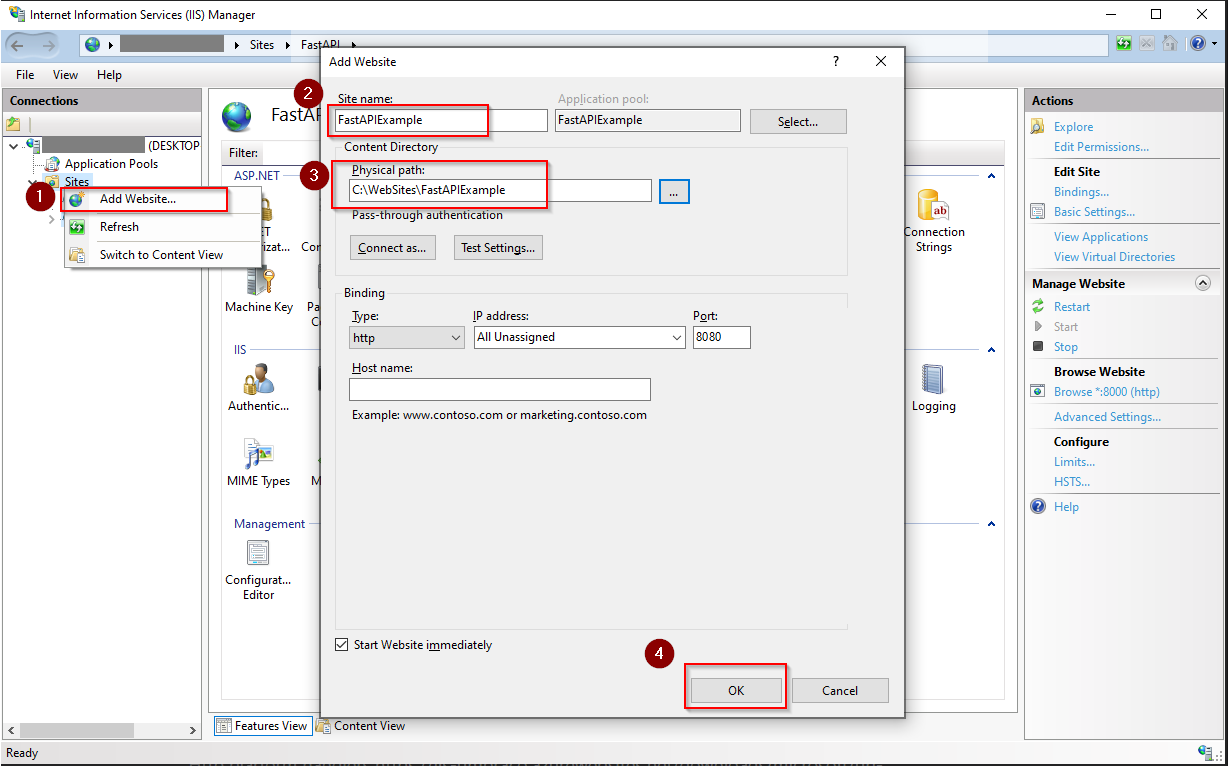 Internet Information Services (IIS) Manager
Sites
FastAPI
File View Help
Connections
(DESKTOP
Application Pools
Sites
1
Add Website...
Refresh
Switch to Content View
FastAP
Filter:
ASP.NET
ET
rizat...
Co
Machine Key
Pa
C
IIS
Authentic...
MIME Types
M
Management
Configurat...
Editor
Connection
Strings
Logging
Features View
Content View
Add Website
?
2
Site name:
Application pool:
FastAPIExample
FastAPIExample
Select...
Content Directory
3
Physical path:
C:\WebSites\FastAPIExample
...
Pass-through authentication
Connect as...
Test Settings...
Binding
Type:
IP address:
Port:
http
All Unassigned
8080
Host name:
Example: www.contoso.com or marketing.contoso.com
Start Website immediately
4
OK
Cancel
Actions
Explore
Edit Permissions...
Edit Site
Bindings...
Basic Settings...
View Applications
View Virtual Directories
Manage Website
Restart
Start
Stop
Browse Website
Browse *:8000 (http)
Advanced Settings...
Configure
Limits...
HSTS...
Help
Ready